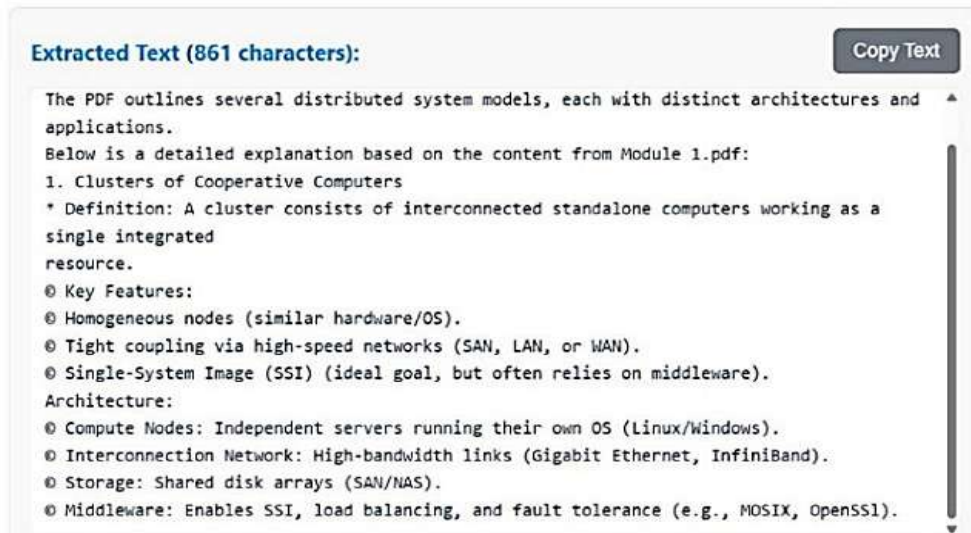 Extracted Text (861 characters):
Copy Text
The PDF outlines several distributed system models, each with distinct architectures and
applications.
Below is a detailed explanation based on the content from Module 1.pdf:
1. Clusters of Cooperative Computers
* Definition: A cluster consists of interconnected standalone computers working as a
single integrated
resource.
© Key Features:
© Homogeneous nodes (similar hardware/OS).
© Tight coupling via high-speed networks (SAN, LAN, or WAN).
© Single-System Image (SSI) (ideal goal, but often relies on middleware).
Architecture:
© Compute Nodes: Independent servers running their own OS (Linux/Windows).
© Interconnection Network: High-bandwidth links (Gigabit Ethernet, InfiniBand).
© Storage: Shared disk arrays (SAN/NAS).
© Middleware: Enables SSI, load balancing, and fault tolerance (e.g., MOSIX, OpenSSl).